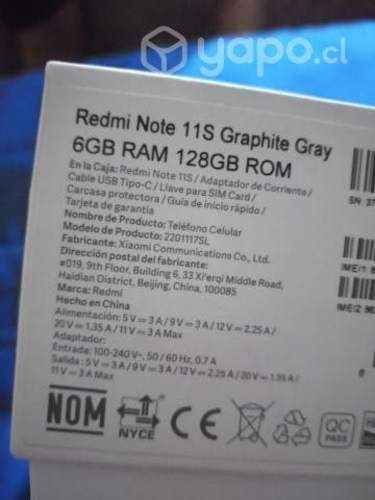 yapo.cl
Redmi Note 11S Graphite Gray
6GB RAM 128GB ROM
En la Caja: Redmi Note 11S / Adaptador de Corriente /
Cable USB Tipo-C / Llave para SIM Card /
Carcasa protectora / Guía de inicio rápido /
Tarjeta de garantía
Nombre de Producto: Teléfono Celular
Modelo de Producto: 2201117SL
Fabricante: Xiaomi Communications Co., Ltd.
Dirección postal del fabricante:
#019, 9th Floor, Building 6, 33 Xi'erqi Middle Road,
Haidian District, Beijing, China, 100085
Marca: Redmi
Hecho en China
Alimentación: 5 V⎓3 A / 9 V⎓3 A / 12 V⎓2.25 A /
20 V⎓1.35 A / 11 V⎓3 A Max
Adaptador:
Entrada: 100-240 V~, 50 / 60 Hz, 0.7 A
Salida: 5 V⎓3 A / 9 V⎓3 A / 12 V⎓2.25 A / 20 V⎓1.35 A /
11 V⎓3 A Max
NOM NYCE CE QC PASS
SN: 37
IMEI1
IMEI2